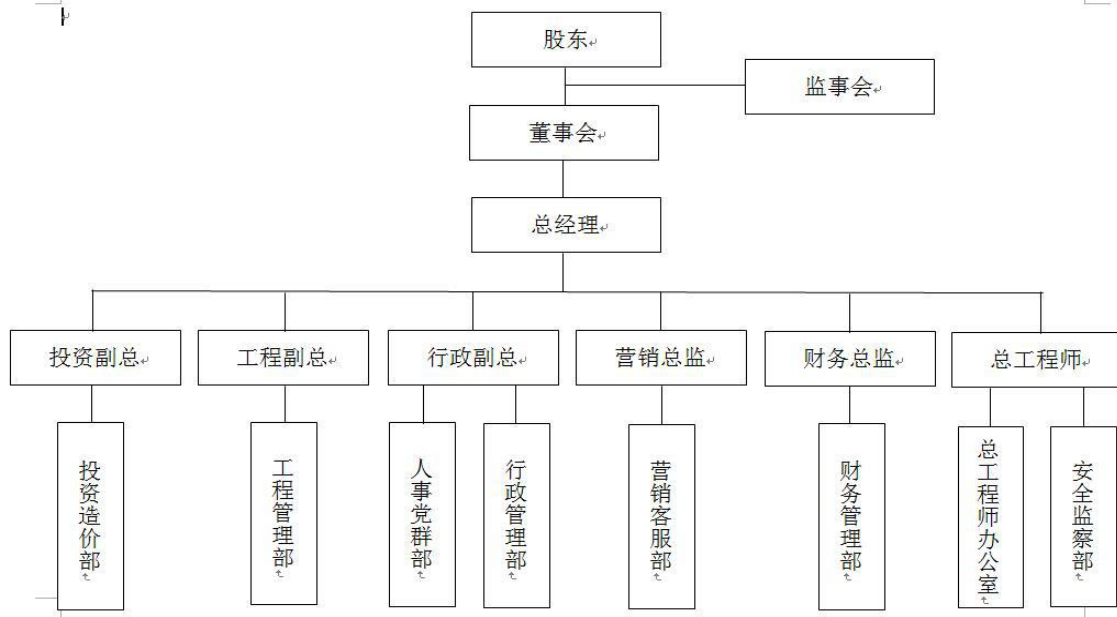 股东
监事会
董事会
总经理
投资副总
工程副总
行政副总
营销总监
财务总监
总工程师
投资造价部
工程管理部
人事党群部
行政管理部
营销客服部
财务管理部
总工程师办公室
安全监察部